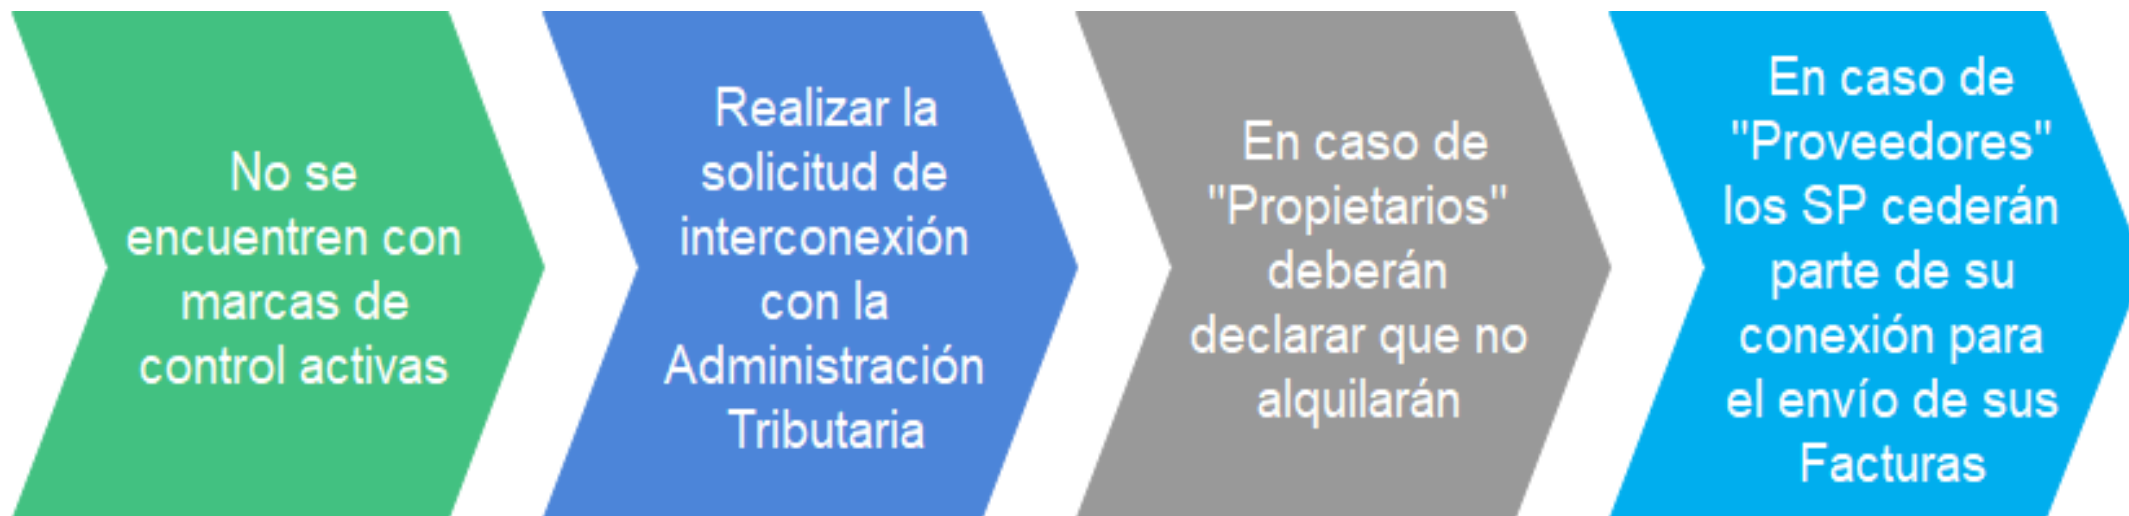 No se
encuentren con
marcas de
control activas
Realizar la
solicitud de
interconexión
con la
Administración
Tributaria
En caso de
"Propietarios"
deberán
declarar que no
alquilarán
En caso de
"Proveedores"
los SP cederán
parte de su
conexión para
el envío de sus
Facturas